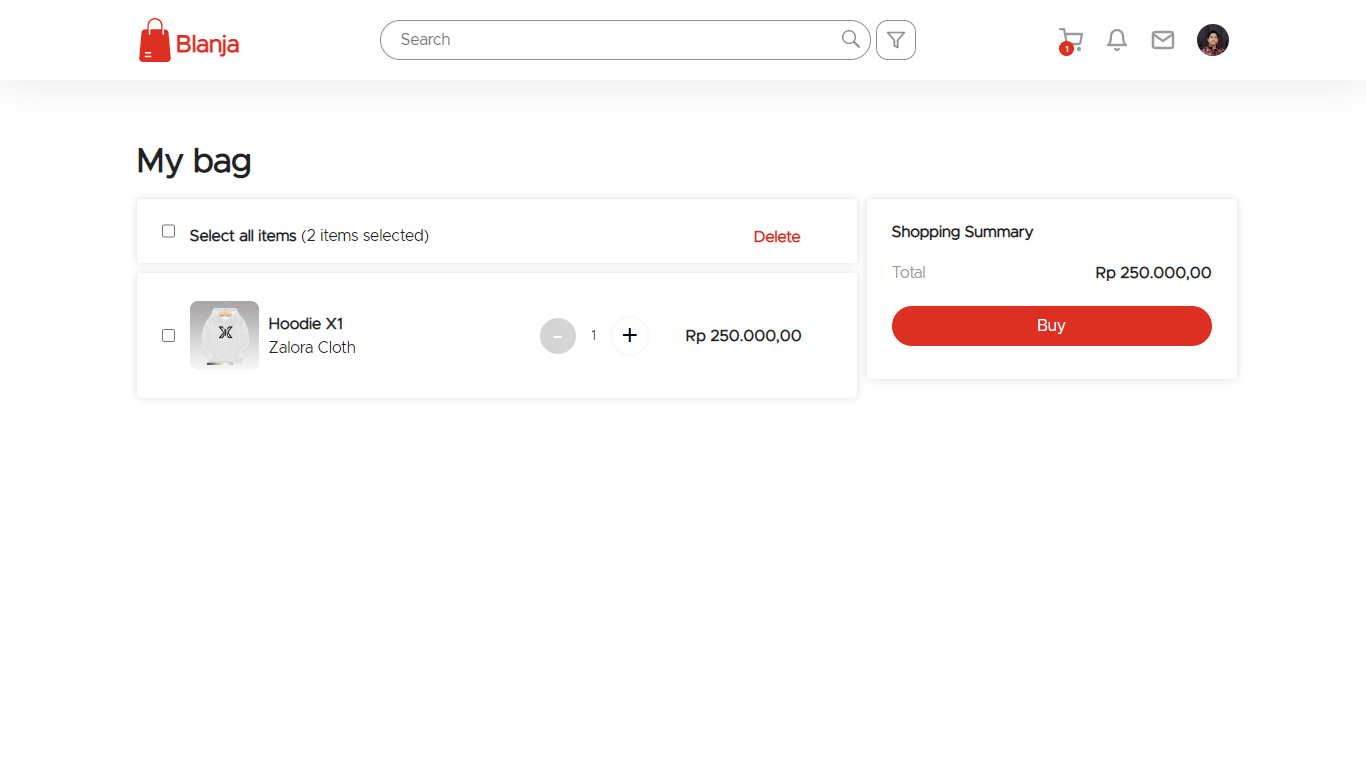 Blanja
Search
1
My bag
Select all items (2 items selected)
Delete
Hoodie X1
Zalora Cloth
-
1
+
Rp 250.000,00
Shopping Summary
Total
Rp 250.000,00
Buy